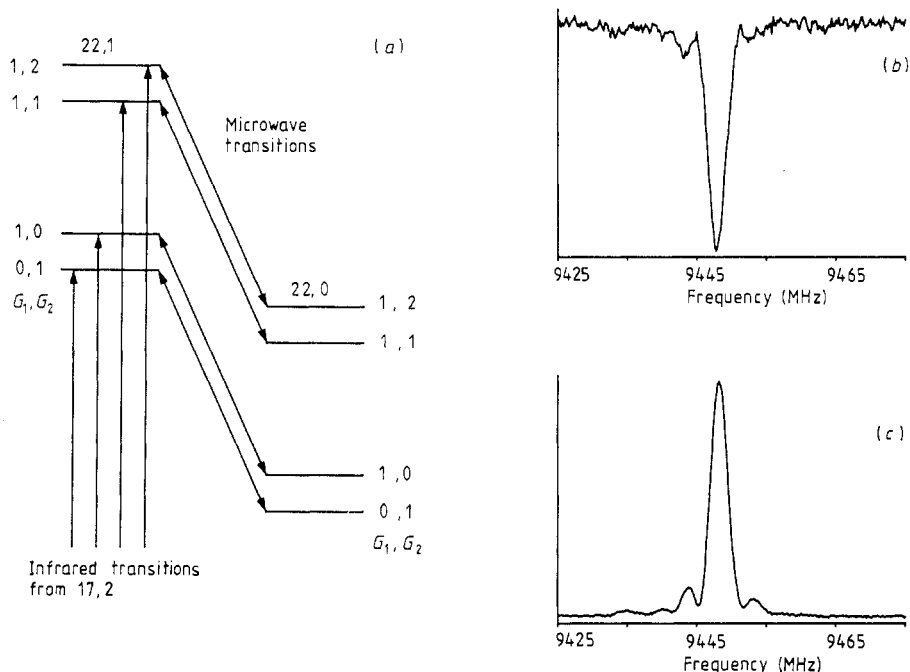 22,1
(a)
1,2
1,1
Microwave
transitions
1,0
0,1
G₁,G₂
22,0
1,2
1,1
1,0
0,1
G₁,G₂
Infrared transitions
from 17,2
(b)
9425 9445 9465
Frequency (MHz)
(c)
9425 9445 9465
Frequency (MHz)